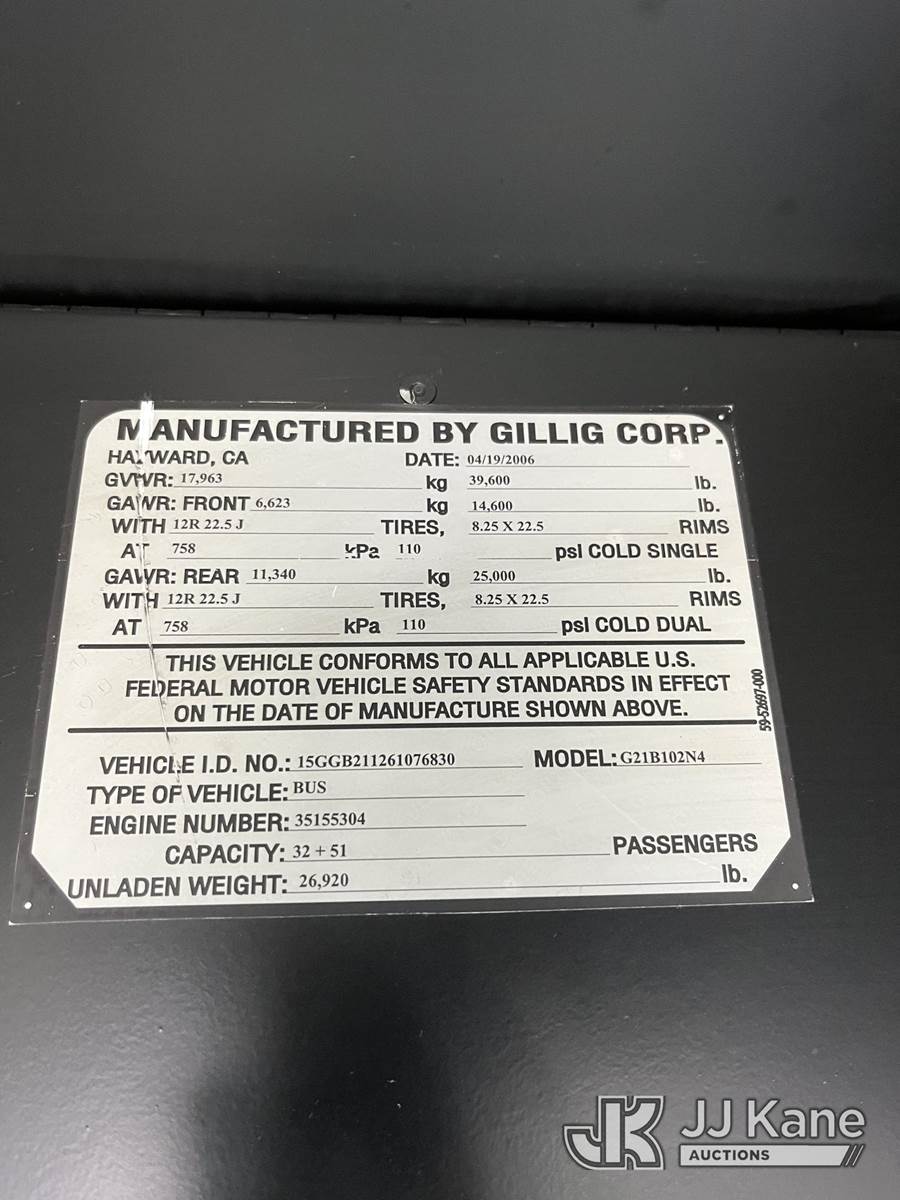 MANUFACTURED BY GILLIG CORP.
HAYWARD, CA DATE: 04/19/2006
GVWR: 17,963 kg 39,600 lb.
GAWR: FRONT 6,623 kg 14,600 lb.
WITH 12R 22.5 J TIRES, 8.25 X 22.5 RIMS
AT 758 kPa 110 psi COLD SINGLE
GAWR: REAR 11,340 kg 25,000 lb.
WITH 12R 22.5 J TIRES, 8.25 X 22.5 RIMS
AT 758 kPa 110 psi COLD DUAL
THIS VEHICLE CONFORMS TO ALL APPLICABLE U.S.
FEDERAL MOTOR VEHICLE SAFETY STANDARDS IN EFFECT
ON THE DATE OF MANUFACTURE SHOWN ABOVE.
59-52697-000
VEHICLE I.D. NO.: 15GGB211261076830 MODEL: G21B102N4
TYPE OF VEHICLE: BUS
ENGINE NUMBER: 35155304
CAPACITY: 32 + 51 PASSENGERS
UNLADEN WEIGHT: 26,920 lb.
JK JJ Kane
AUCTIONS